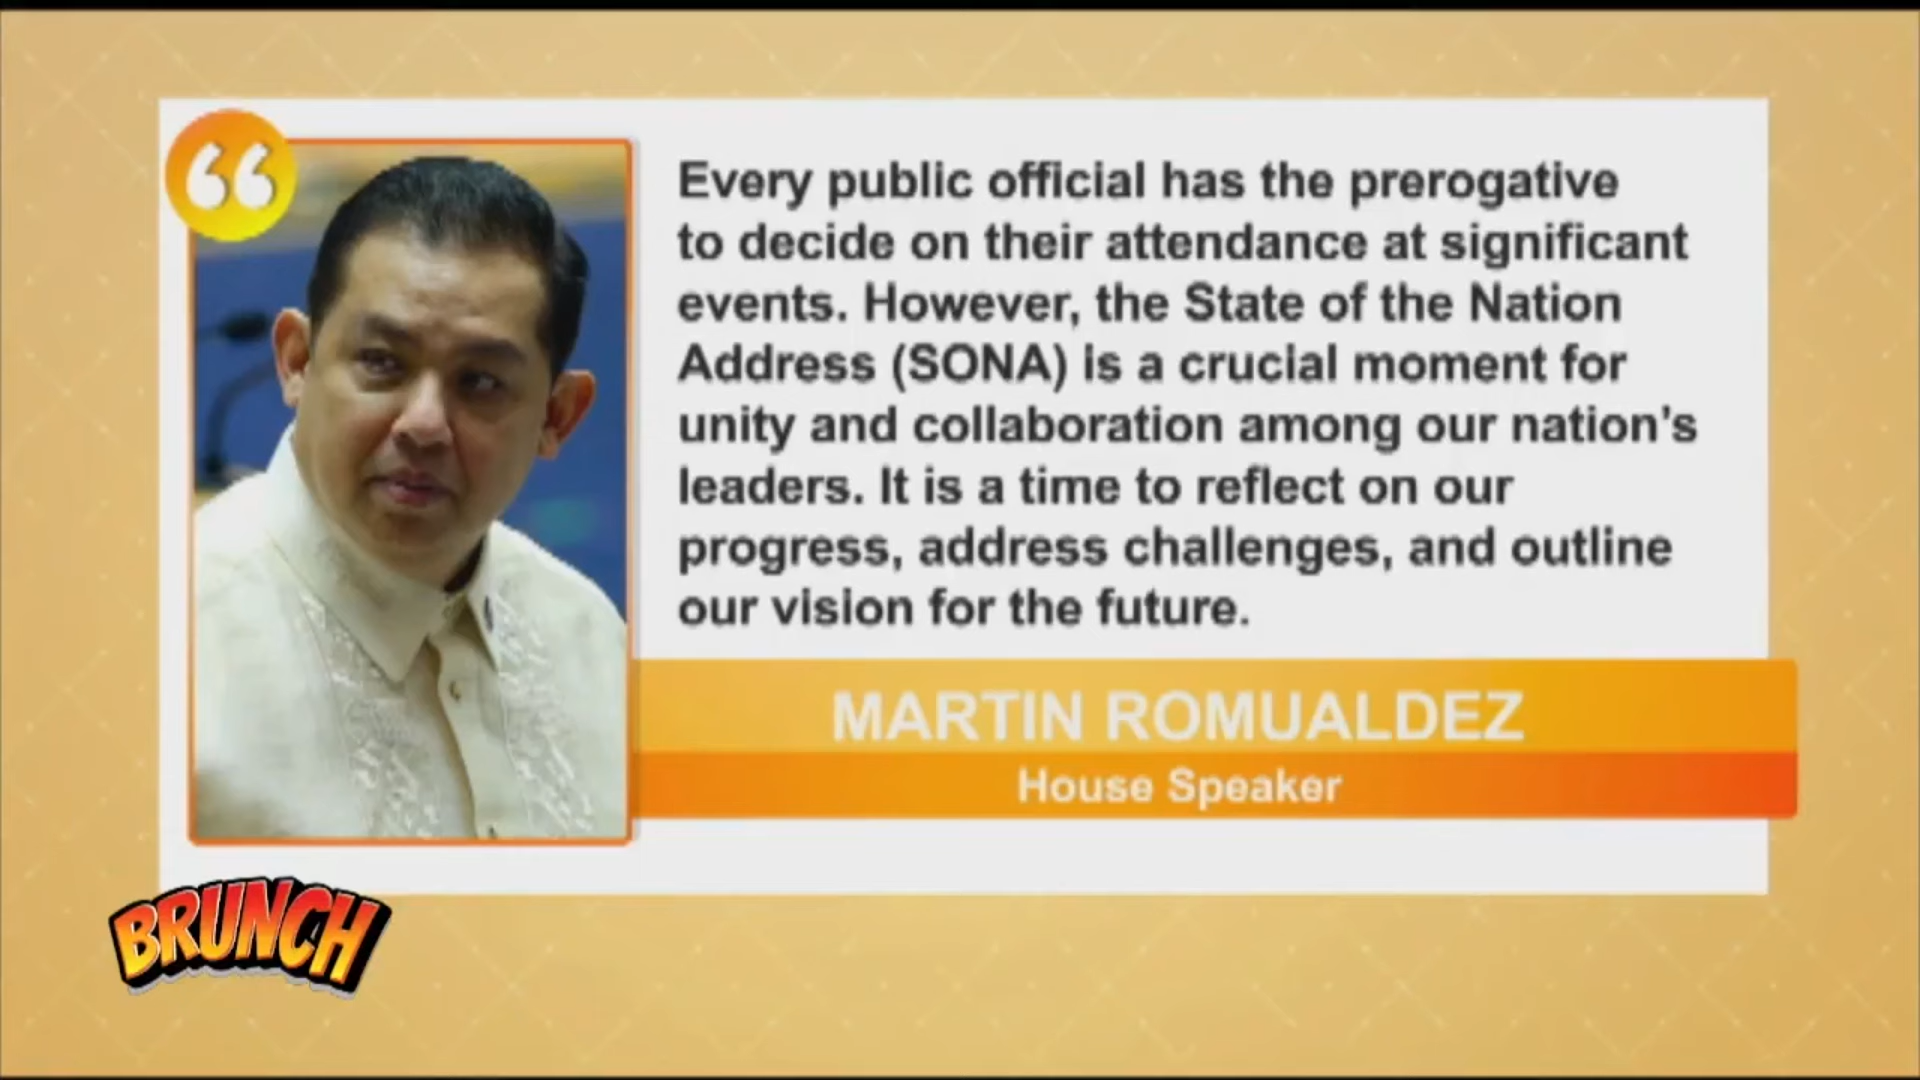 Every public official has the prerogative
to decide on their attendance at significant
events. However, the State of the Nation
Address (SONA) is a crucial moment for
unity and collaboration among our nation's
leaders. It is a time to reflect on our
progress, address challenges, and outline
our vision for the future.
MARTIN ROMUALDEZ
House Speaker
BRUNCH